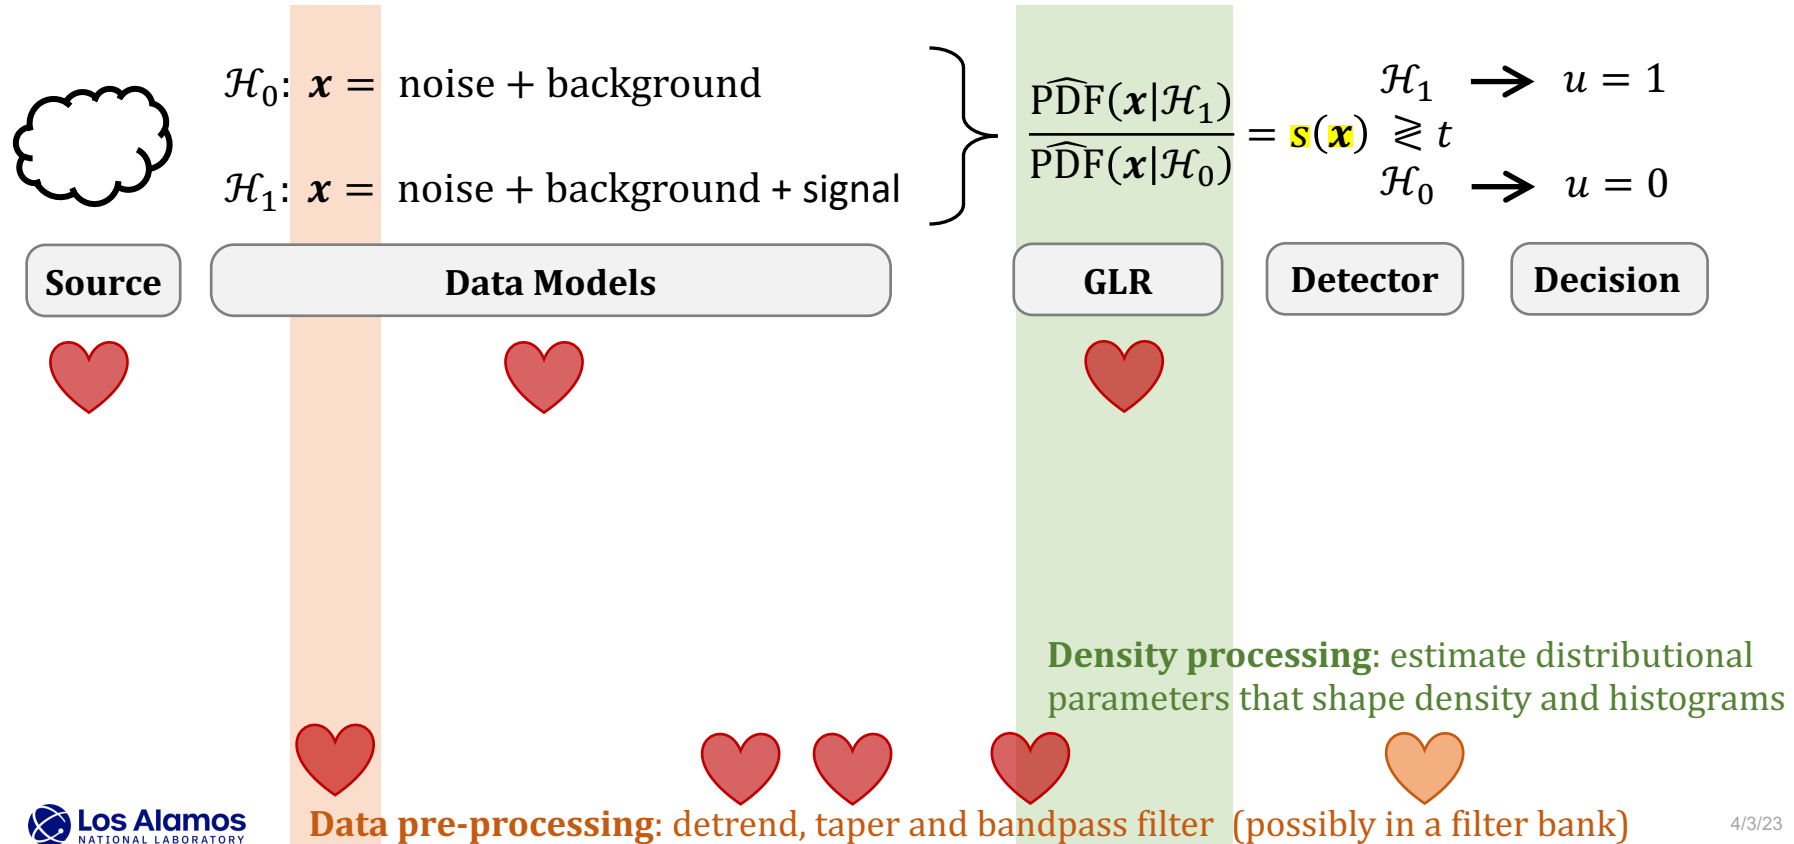 ℋ₀: 𝒙 = noise + background
ℋ₁: 𝒙 = noise + background + signal
P̂DF(𝒙|ℋ₁)
P̂DF(𝒙|ℋ₀)
= s(𝒙) ≷ t
ℋ₁ → u = 1
ℋ₀ → u = 0
Source
Data Models
GLR
Detector
Decision
Density processing: estimate distributional
parameters that shape density and histograms
Data pre-processing: detrend, taper and bandpass filter (possibly in a filter bank)
Los Alamos
NATIONAL LABORATORY
4/3/23